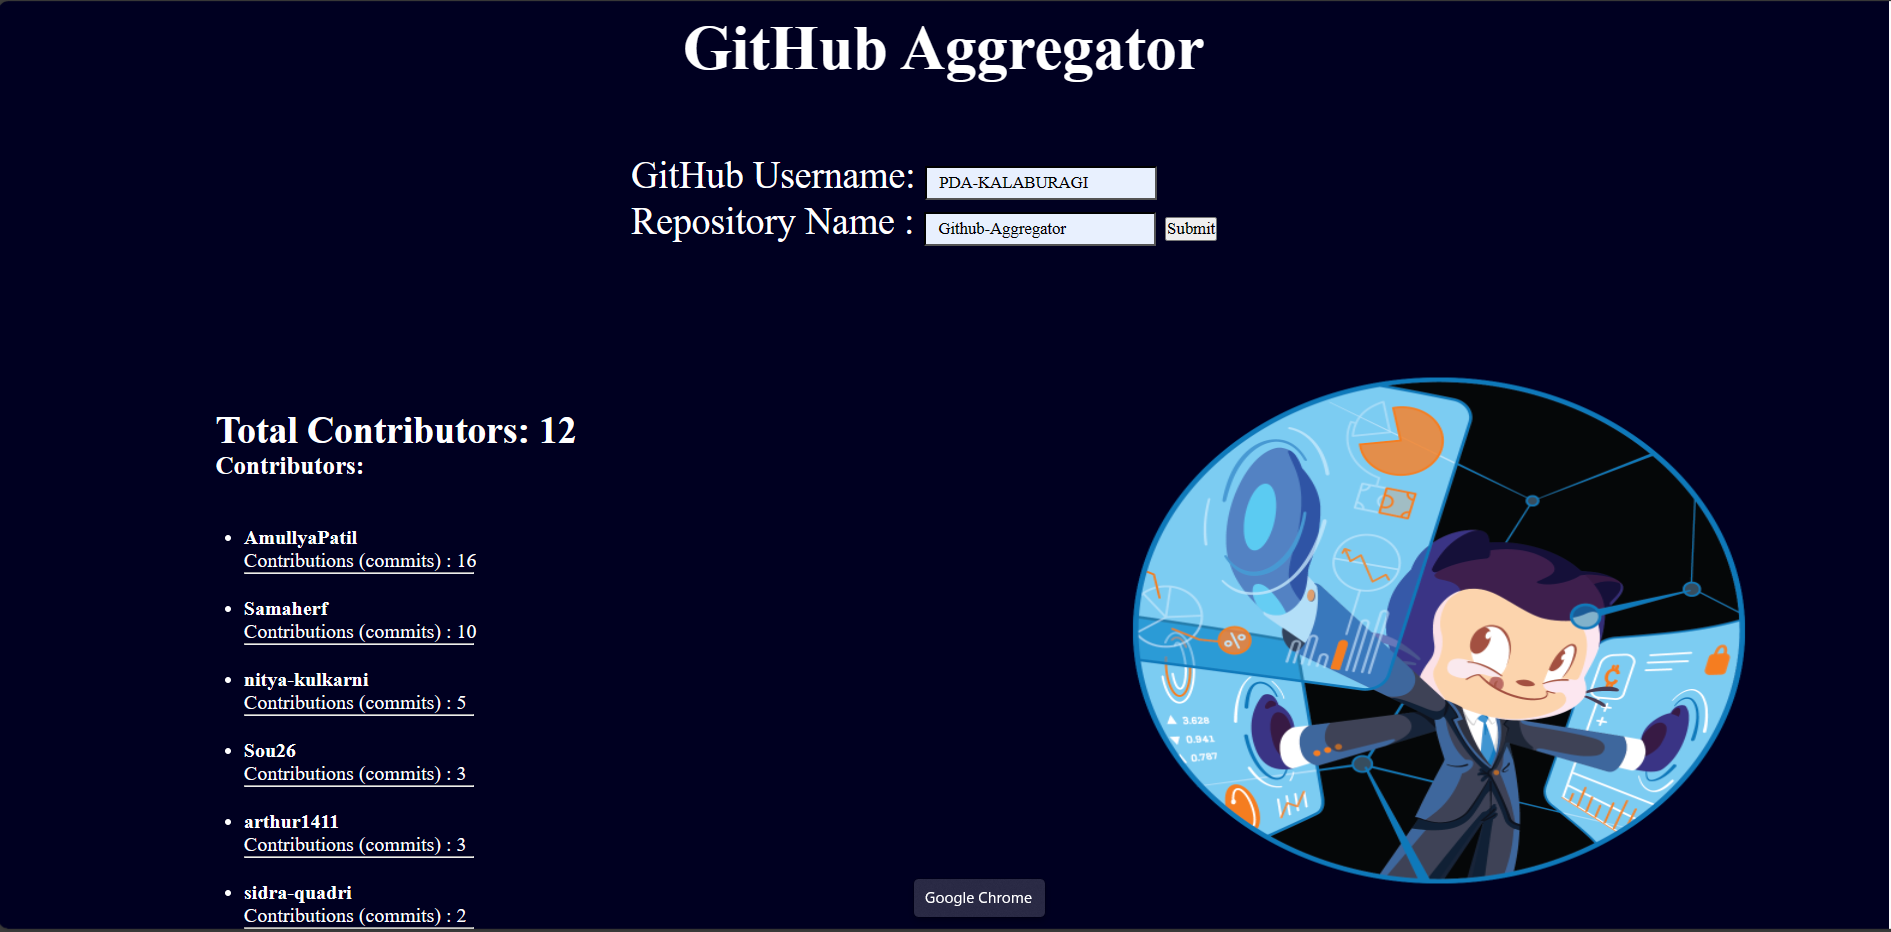 GitHub Aggregator
GitHub Username: PDA-KALABURAGI
Repository Name : Github-Aggregator Submit
Total Contributors: 12
Contributors:
AmullyaPatil
Contributions (commits) : 16
Samaherf
Contributions (commits) : 10
nitya-kulkarni
Contributions (commits) : 5
Sou26
Contributions (commits) : 3
arthur1411
Contributions (commits) : 3
sidra-quadri
Contributions (commits) : 2
%
3.628
0.941
0.787
Google Chrome